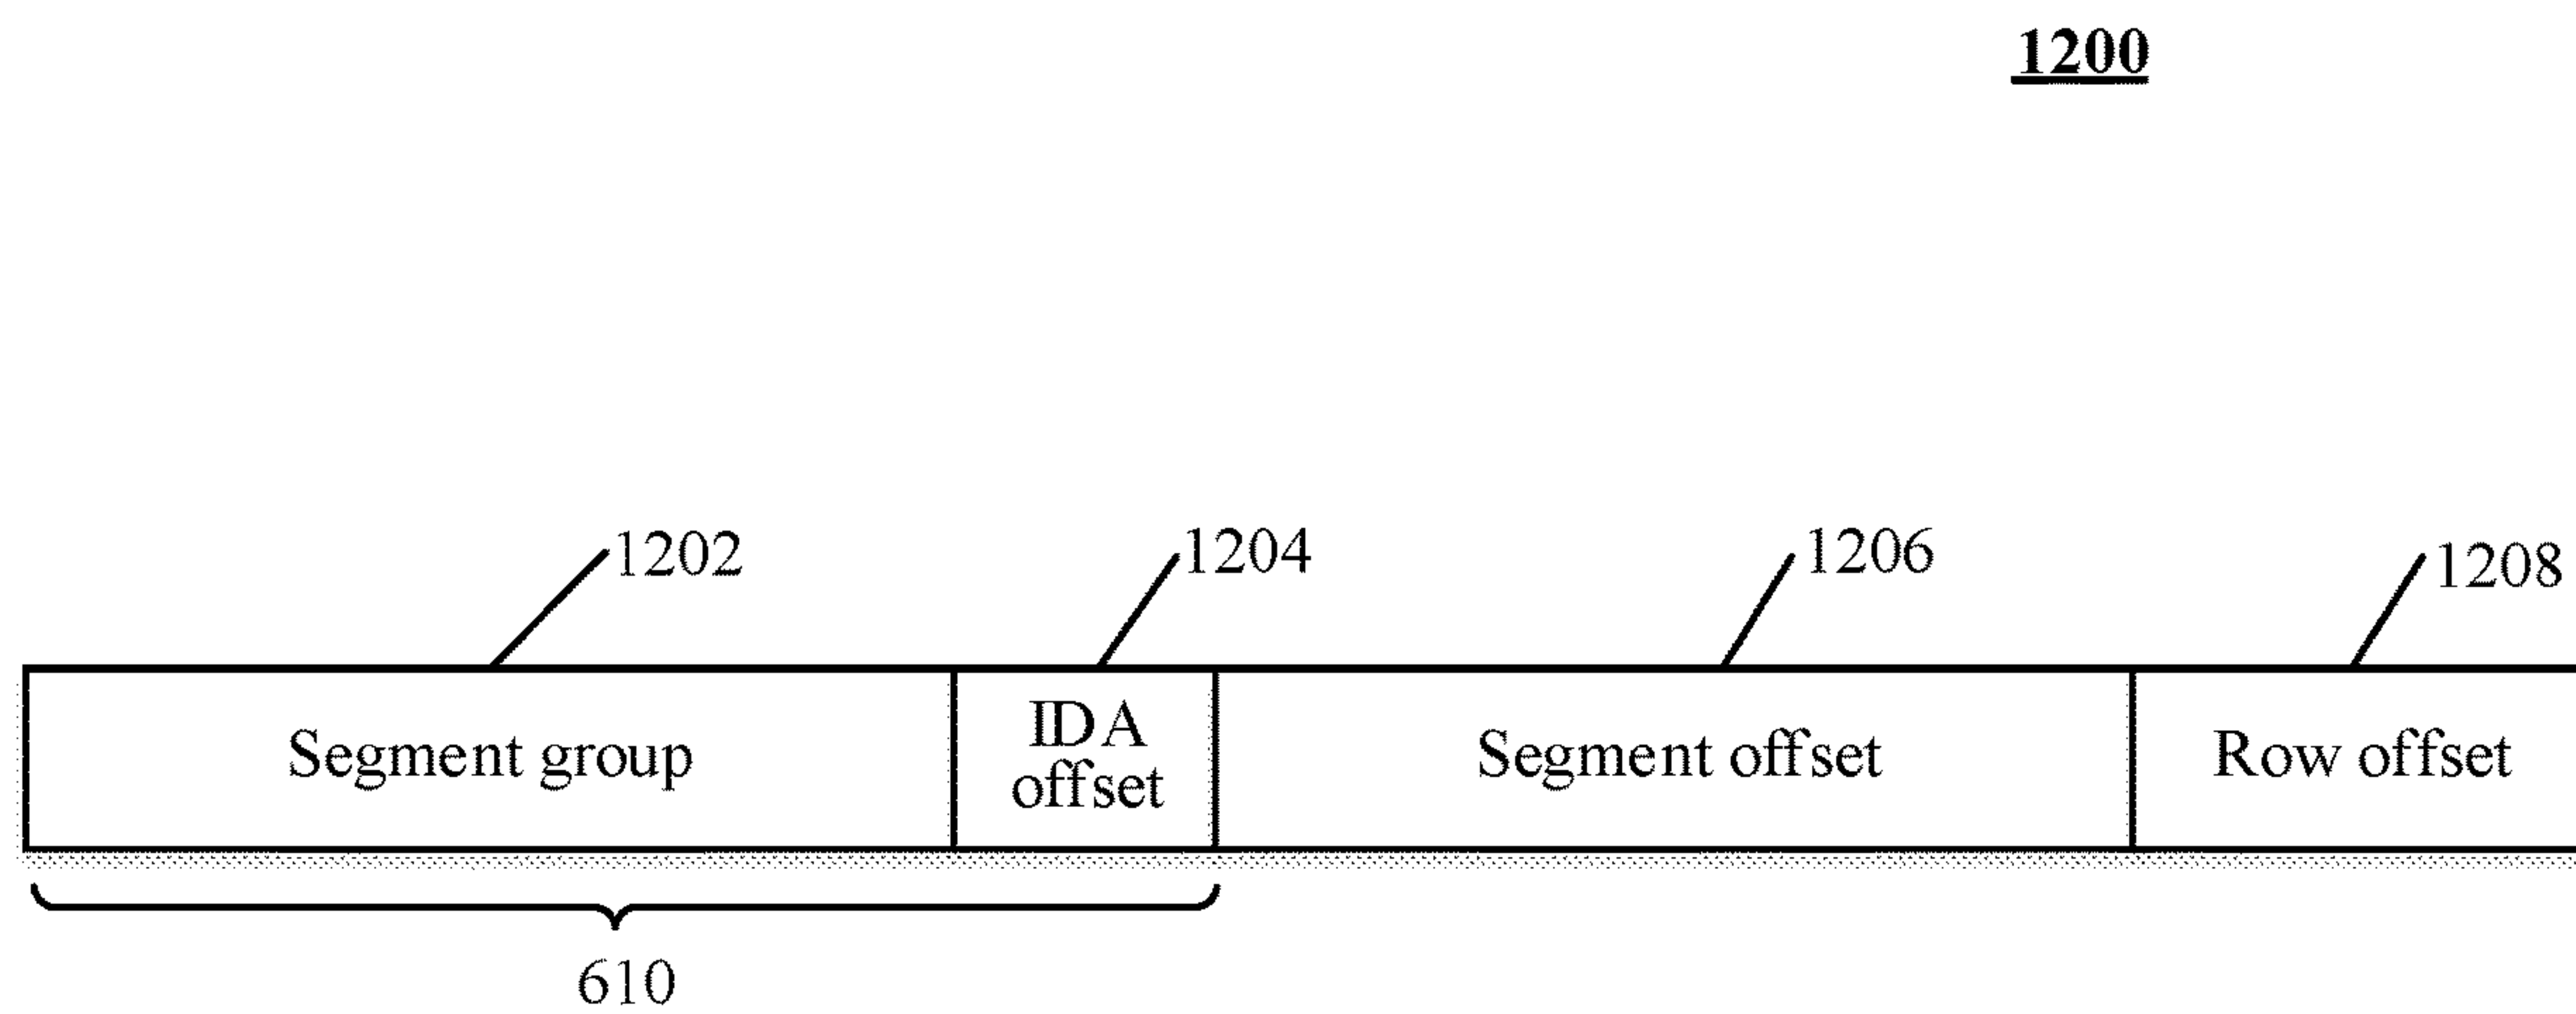 1200
1202
1204
1206
1208
Segment group
IDA
offset
Segment offset
Row offset
610